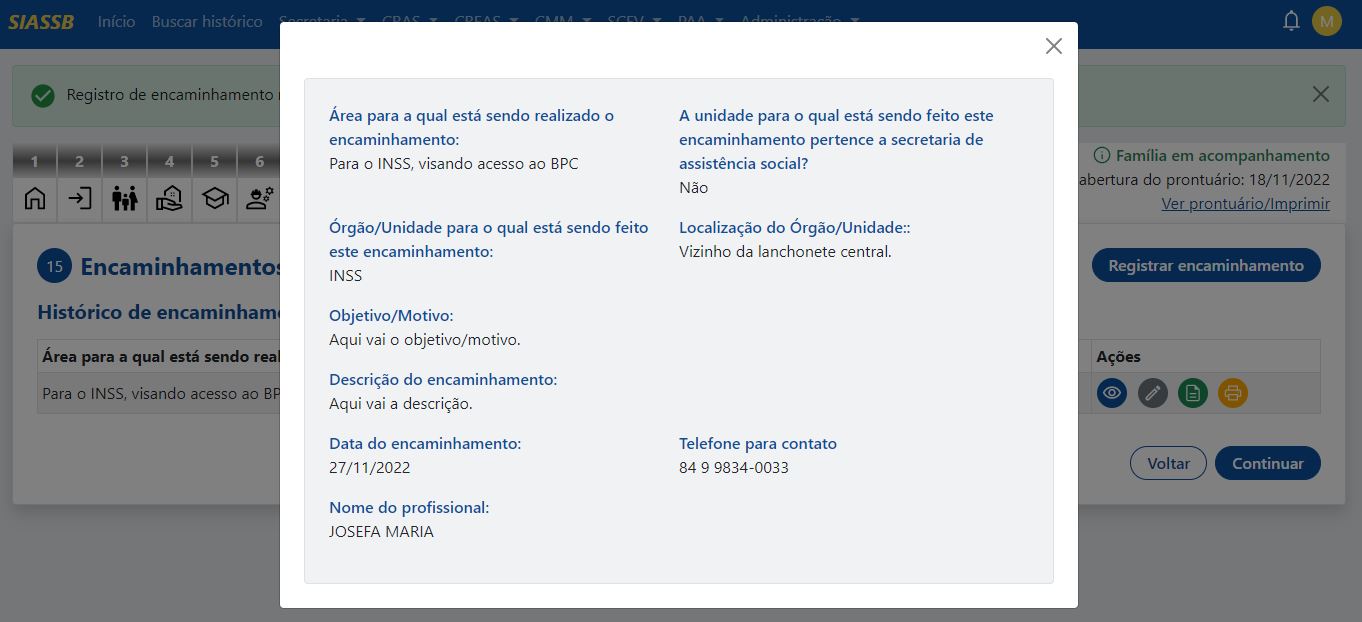 SIASSB Início Buscar histórico Secretaria CRAS CREAS CMM SCFV PAA Administração M
Registro de encaminhamento
1 2 3 4 5 6
Família em acompanhamento
abertura do prontuário: 18/11/2022
Ver prontuário/Imprimir
15 Encaminhamentos
Registrar encaminhamento
Histórico de
Área para a qual está sendo
Ações
Para o INSS, visando acesso ao
Voltar Continuar
Área para a qual está sendo realizado o
encaminhamento:
Para o INSS, visando acesso ao BPC
A unidade para o qual está sendo feito este
encaminhamento pertence a secretaria de
assistência social?
Não
Órgão/Unidade para o qual está sendo feito
este encaminhamento:
INSS
Localização do Órgão/Unidade::
Vizinho da lanchonete central.
Objetivo/Motivo:
Aqui vai o objetivo/motivo.
Descrição do encaminhamento:
Aqui vai a descrição.
Data do encaminhamento:
27/11/2022
Telefone para contato
84 9 9834-0033
Nome do profissional:
JOSEFA MARIA